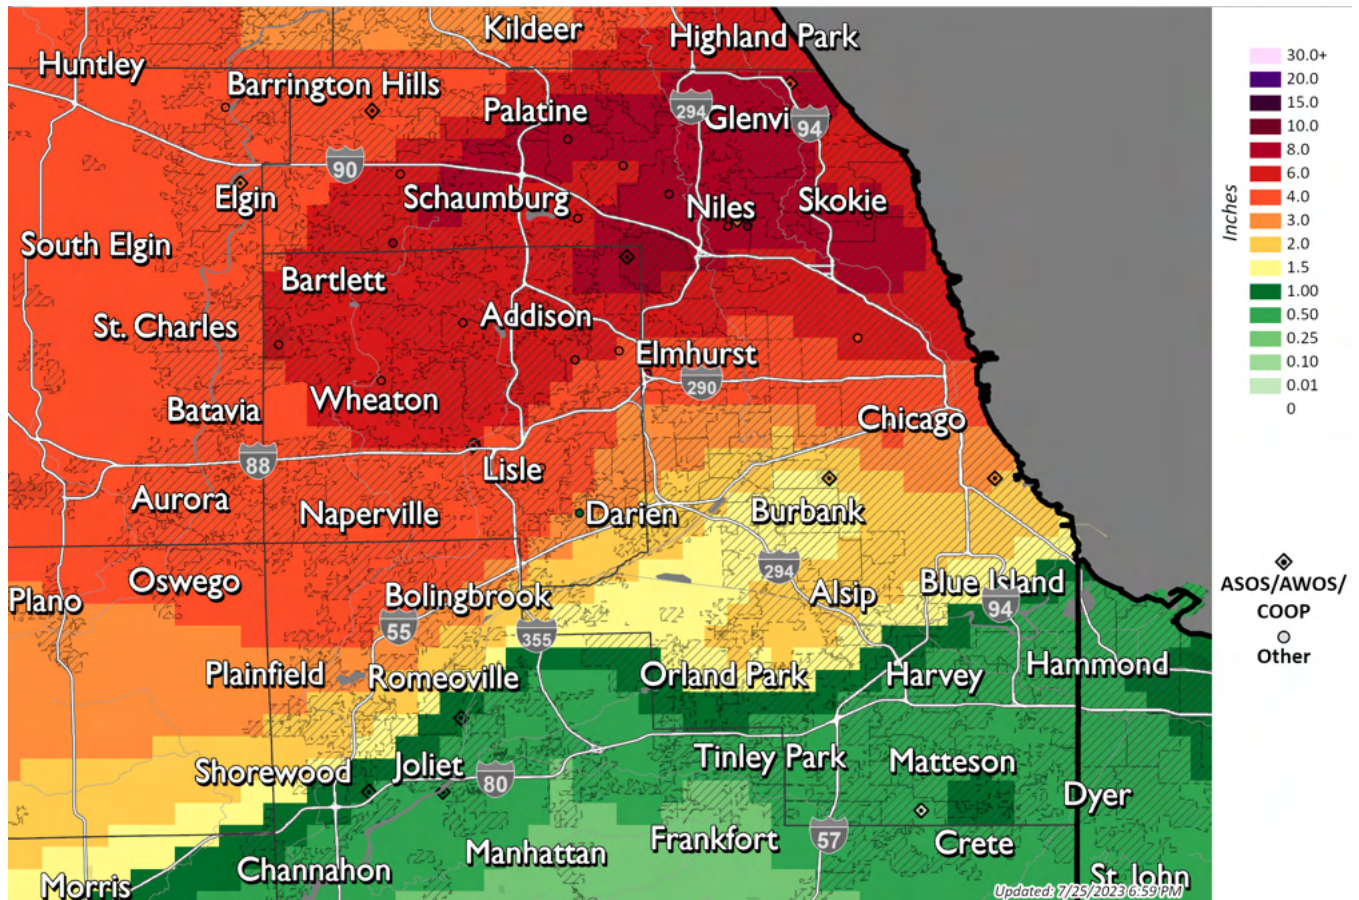 Kildeer
Highland Park
Huntley
Barrington Hills
Palatine
294
Glenvi
94
90
Elgin
Schaumburg
Niles
Skokie
South Elgin
Bartlett
St. Charles
Addison
Elmhurst
290
Batavia
Wheaton
Chicago
88
Lisle
Aurora
Naperville
Darien
Burbank
294
Oswego
Plano
Bolingbrook
Alsip
Blue Island
94
55
355
Plainfield
Romeoville
Orland Park
Harvey
Hammond
Shorewood
Joliet
80
Tinley Park
Matteson
Dyer
57
Manhattan
Frankfort
Crete
Channahon
Morris
St. John
Updated: 7/25/2023 6:59 PM
Inches
30.0+
20.0
15.0
10.0
8.0
6.0
4.0
3.0
2.0
1.5
1.00
0.50
0.25
0.10
0.01
0
ASOS/AWOS/
COOP
Other